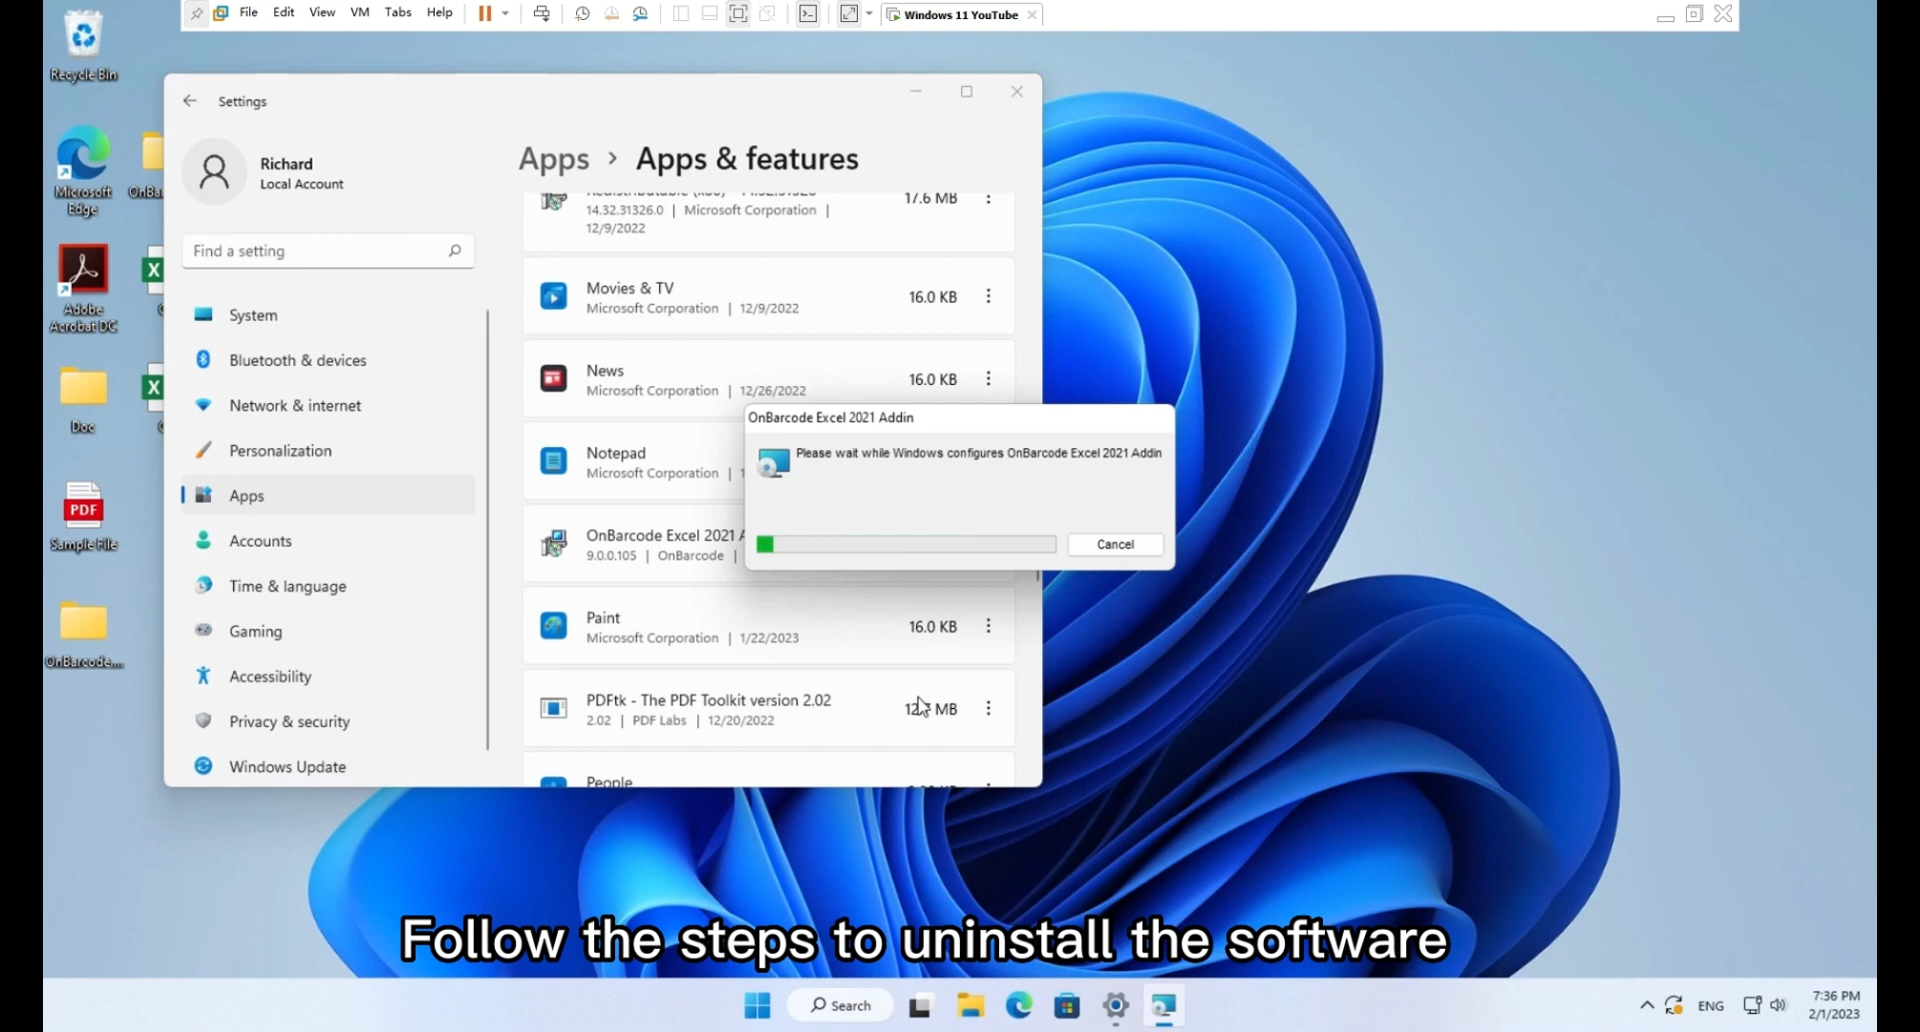 File Edit View VM Tabs Help
Windows 11 YouTube
Recycle Bin
Microsoft
Edge
Adobe
Acrobat DC
Doc
PDF
Sample File
OnBarcode....
OnBa
Settings
Richard
Local Account
Find a setting
System
Bluetooth & devices
Network & internet
Personalization
Apps
Accounts
Time & language
Gaming
Accessibility
Privacy & security
Windows Update
Apps > Apps & features
17.6 MB
14.32.31326.0 | Microsoft Corporation |
12/9/2022
Movies & TV
Microsoft Corporation | 12/9/2022
16.0 KB
News
Microsoft Corporation | 12/26/2022
16.0 KB
Notepad
Microsoft Corporation | 1
OnBarcode Excel 2021 A
9.0.0.105 | OnBarcode |
Paint
Microsoft Corporation | 1/22/2023
16.0 KB
PDFtk - The PDF Toolkit version 2.02
2.02 | PDF Labs | 12/20/2022
MB
People
OnBarcode Excel 2021 Addin
Please wait while Windows configures OnBarcode Excel 2021 Addin
Cancel
Follow the steps to uninstall the software
Search
ENG
7:36 PM
2/1/2023